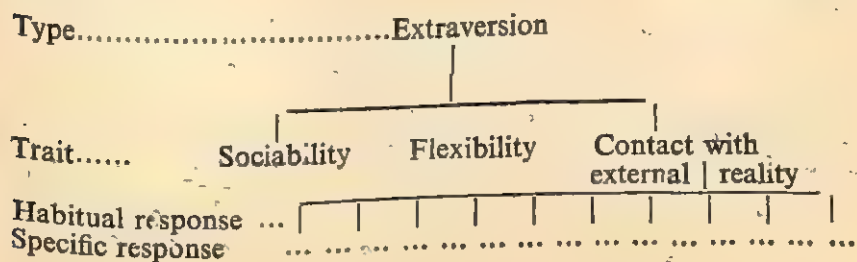 Type.................................Extraversion
Trait...... Sociability Flexibility Contact with
external reality
Habitual response ...
Specific response ... ... ... ... ... ... ... ... ... ... ... ... ... ... ... ...